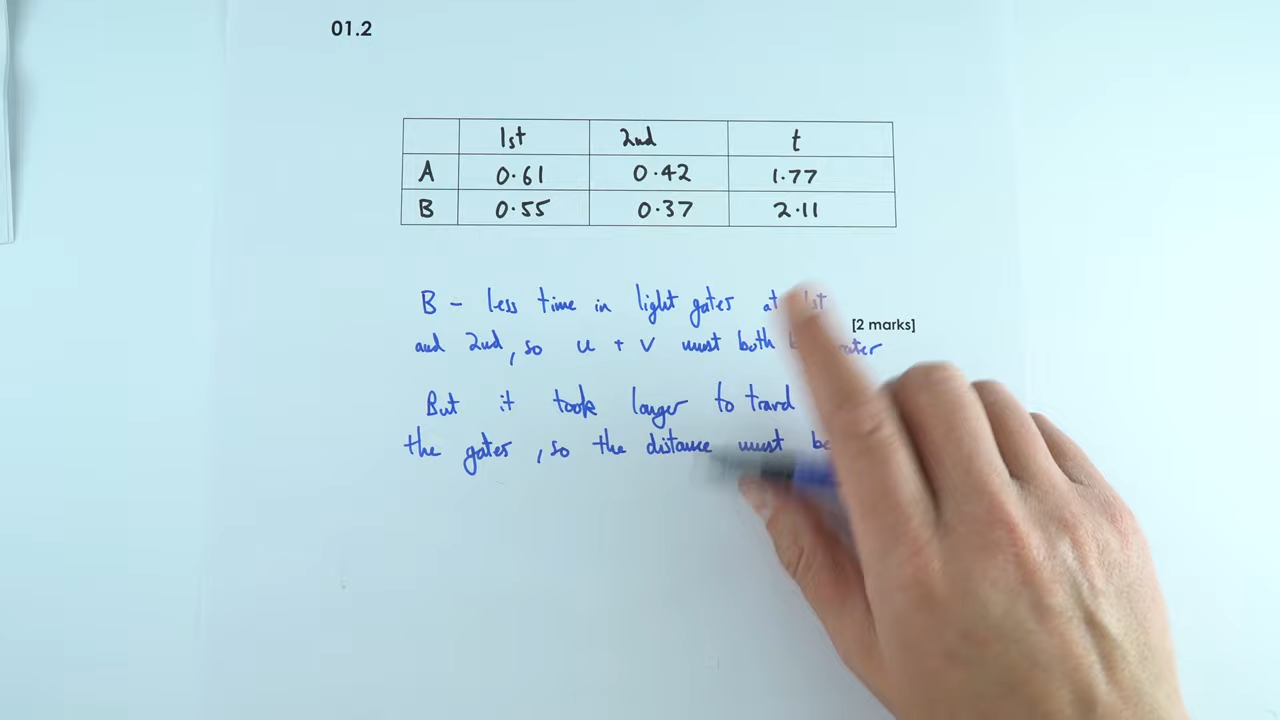 01.2
1st 2nd t
A 0.61 0.42 1.77
B 0.55 0.37 2.11
B - less time in light gates at 1st
[2 marks]
and 2nd, so u + v must both
But it took longer to travel
the gates, so the distance must be